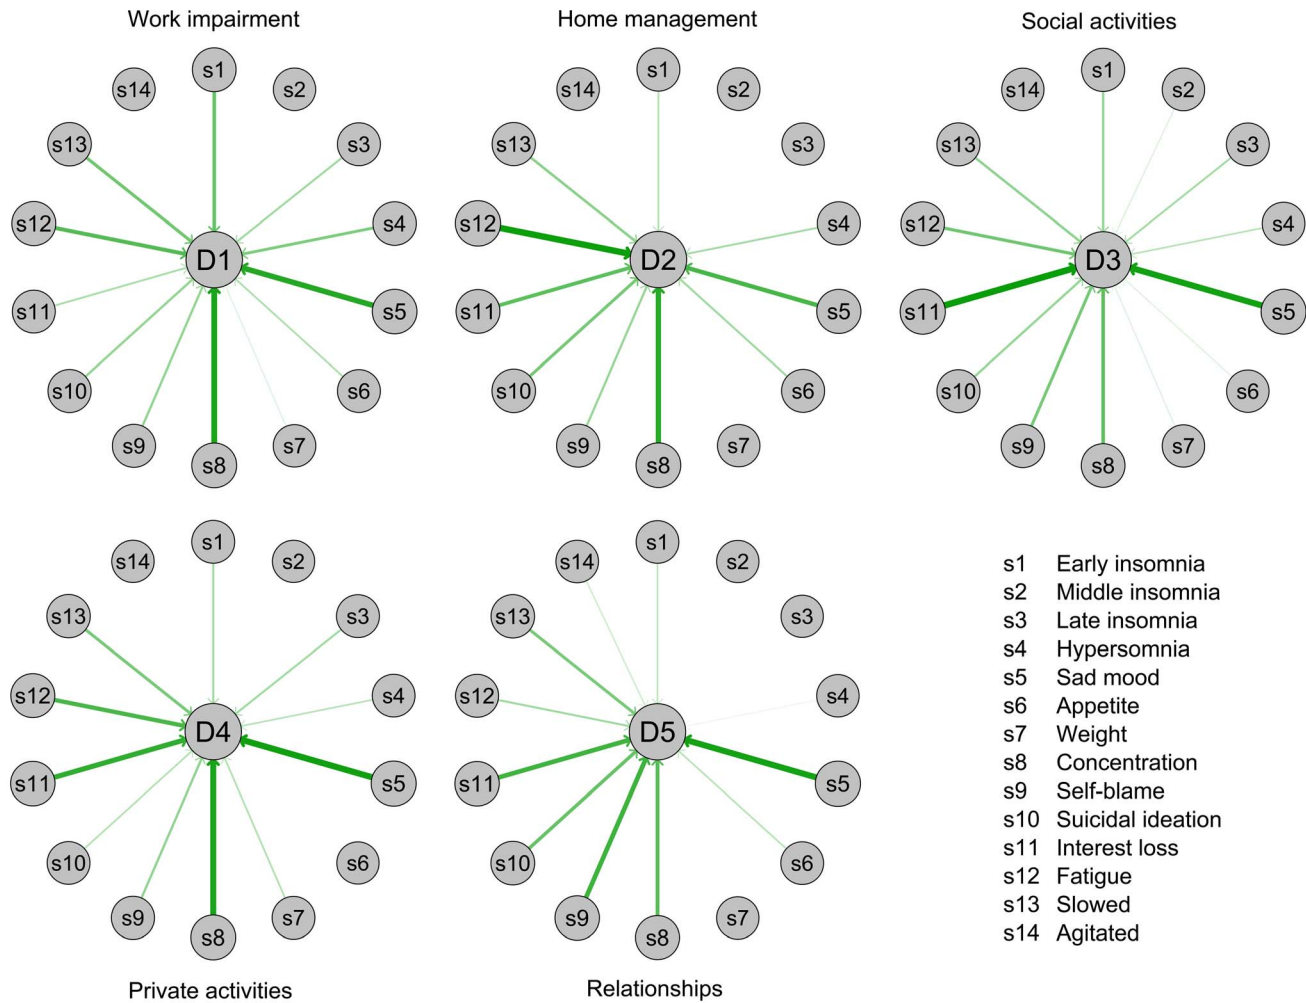 Work impairment
Home management
Social activities
s1
s2
s3
s4
s5
s6
s7
s8
s9
s10
s11
s12
s13
s14
D1
s1
s2
s3
s4
s5
s6
s7
s8
s9
s10
s11
s12
s13
s14
D2
s1
s2
s3
s4
s5
s6
s7
s8
s9
s10
s11
s12
s13
s14
D3
s1
s2
s3
s4
s5
s6
s7
s8
s9
s10
s11
s12
s13
s14
D4
s1
s2
s3
s4
s5
s6
s7
s8
s9
s10
s11
s12
s13
s14
D5
s1 Early insomnia
s2 Middle insomnia
s3 Late insomnia
s4 Hypersomnia
s5 Sad mood
s6 Appetite
s7 Weight
s8 Concentration
s9 Self-blame
s10 Suicidal ideation
s11 Interest loss
s12 Fatigue
s13 Slowed
s14 Agitated
Private activities
Relationships